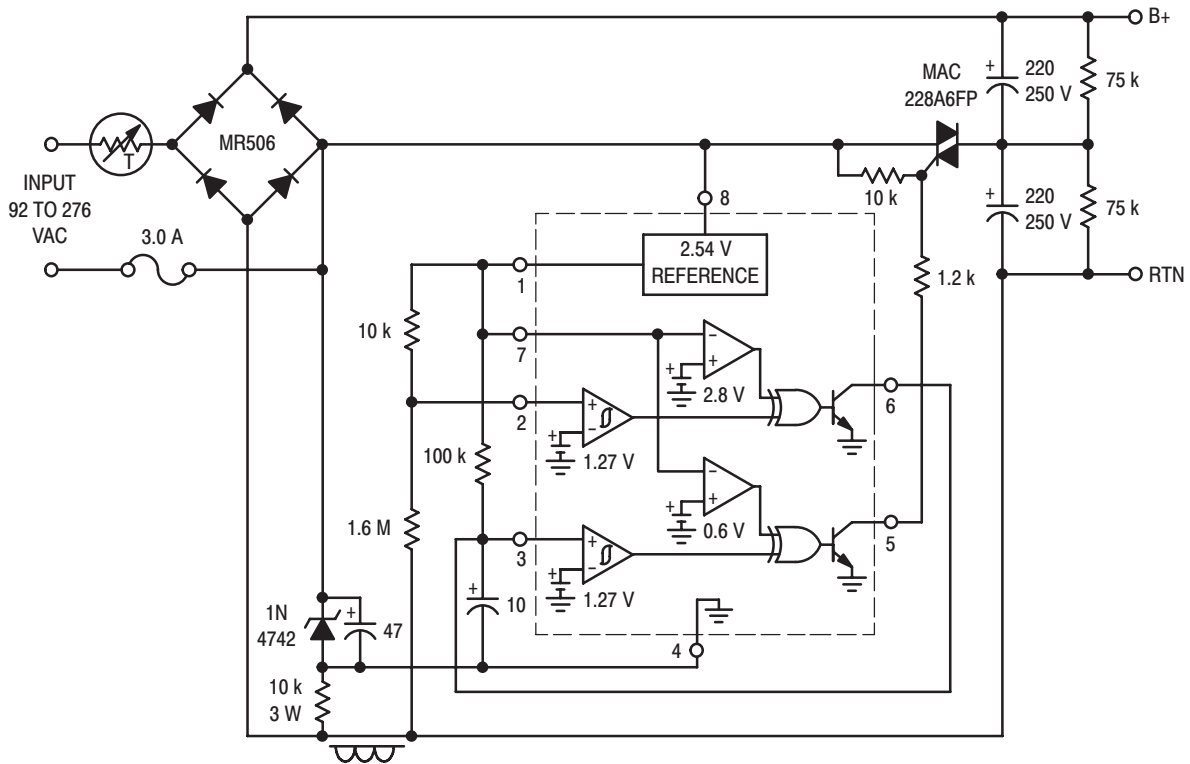 B+
MAC
228A6FP
+
220
250 V
75 k
MR506
T
INPUT
92 TO 276
VAC
3.0 A
10 k
8
2.54 V
REFERENCE
1
+
220
250 V
75 k
RTN
1.2 k
10 k
7
-
+
+
2.8 V
6
2
+
-
+
1.27 V
100 k
-
+
+
0.6 V
5
1.6 M
3
+
-
+
1.27 V
1N
4742
+
47
+
10
4
10 k
3 W